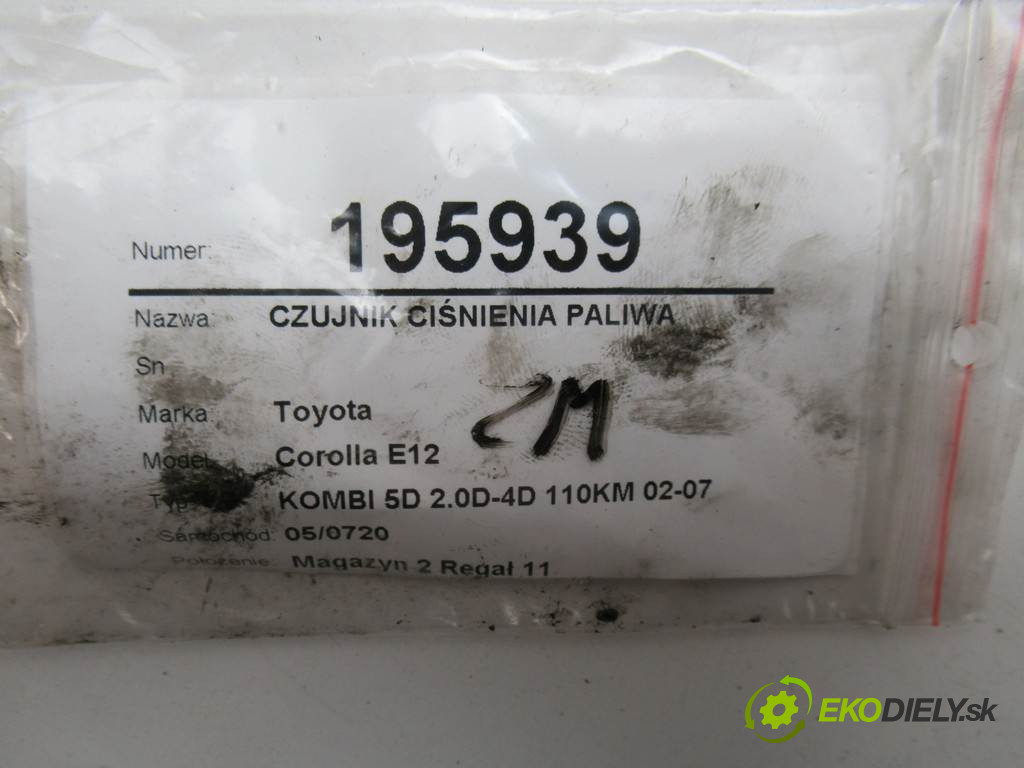 Numer: 195939
Nazwa: CZUJNIK CIŚNIENIA PALIWA
Sn
Marka: Toyota
ZM
Model: Corolla E12
Typ KOMBI 5D 2.0D-4D 110KM 02-07
Samochód: 05/0720
Położenie: Magazyn 2 Regał 11
EKODIELY.sk